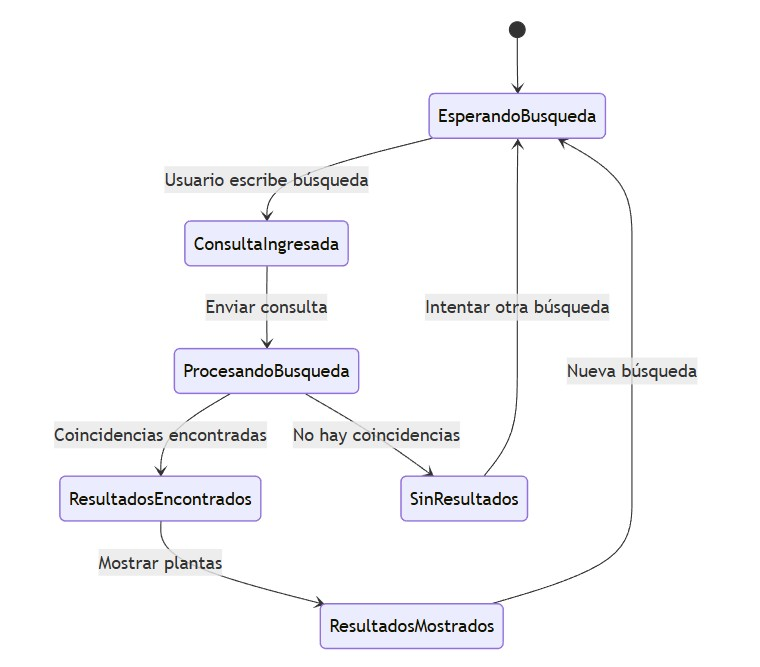 EsperandoBusqueda
Usuario escribe búsqueda
ConsultaIngresada
Enviar consulta
Intentar otra búsqueda
ProcesandoBusqueda
Nueva búsqueda
Coincidencias encontradas
No hay coincidencias
ResultadosEncontrados
SinResultados
Mostrar plantas
ResultadosMostrados